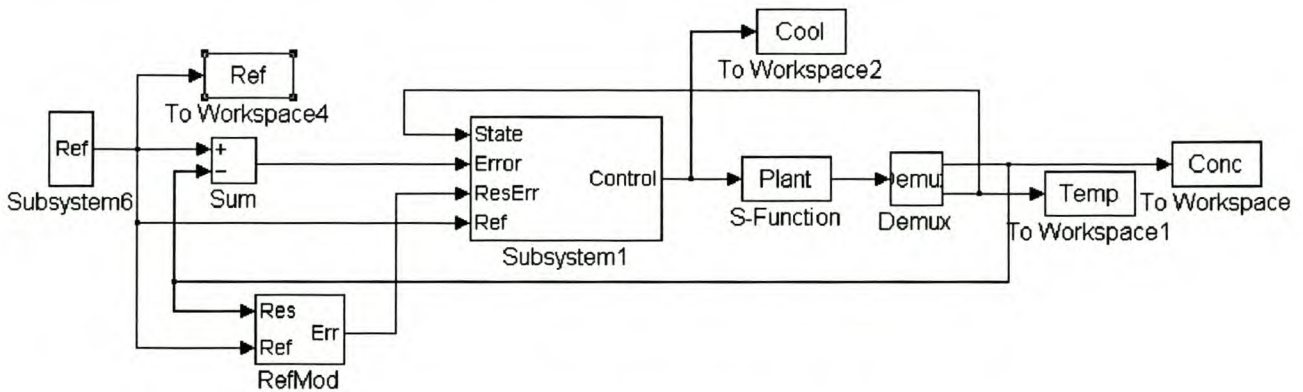 Cool
To Workspace2
Ref
To Workspace4
Ref
Subsystem6
+
−
Sum
State
Error
ResErr
Ref
Control
Subsystem1
Plant
S-Function
Demux
Demux
Conc
To Workspace
Temp
To Workspace1
Res
Ref
Err
RefMod